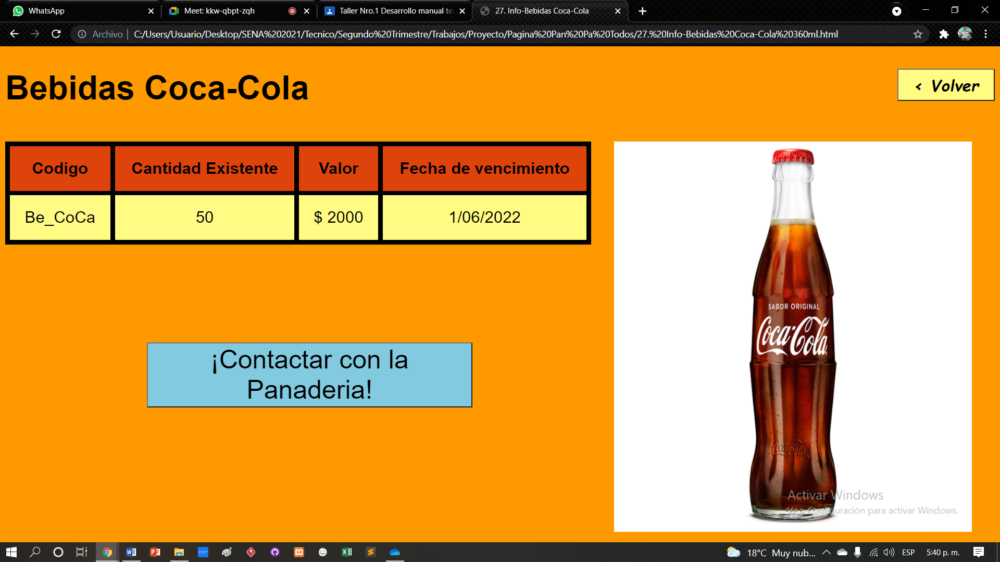 WhatsApp
Meet: kkw-qbpt-zqh
Taller Nro.1 Desarrollo manual te
27. Info-Bebidas Coca-Cola
Archivo
C:/Users/Usuario/Desktop/SENA%202021/Tecnico/Segundo%20Trimestre/Trabajos/Proyecto/Pagina%20Pan%20Pa%20Todos/27.%20Info-Bebidas%20Coca-Cola%20360ml.html
Bebidas Coca-Cola
< Volver
Codigo Cantidad Existente Valor Fecha de vencimiento
Be_CoCa 50 $ 2000 1/06/2022
¡Contactar con la
Panaderia!
SABOR ORIGINAL
Coca-Cola
Coca-Cola
Activar Windows
Ve a Configuración para activar Windows.
18°C Muy nub... ESP 5:40 p. m.